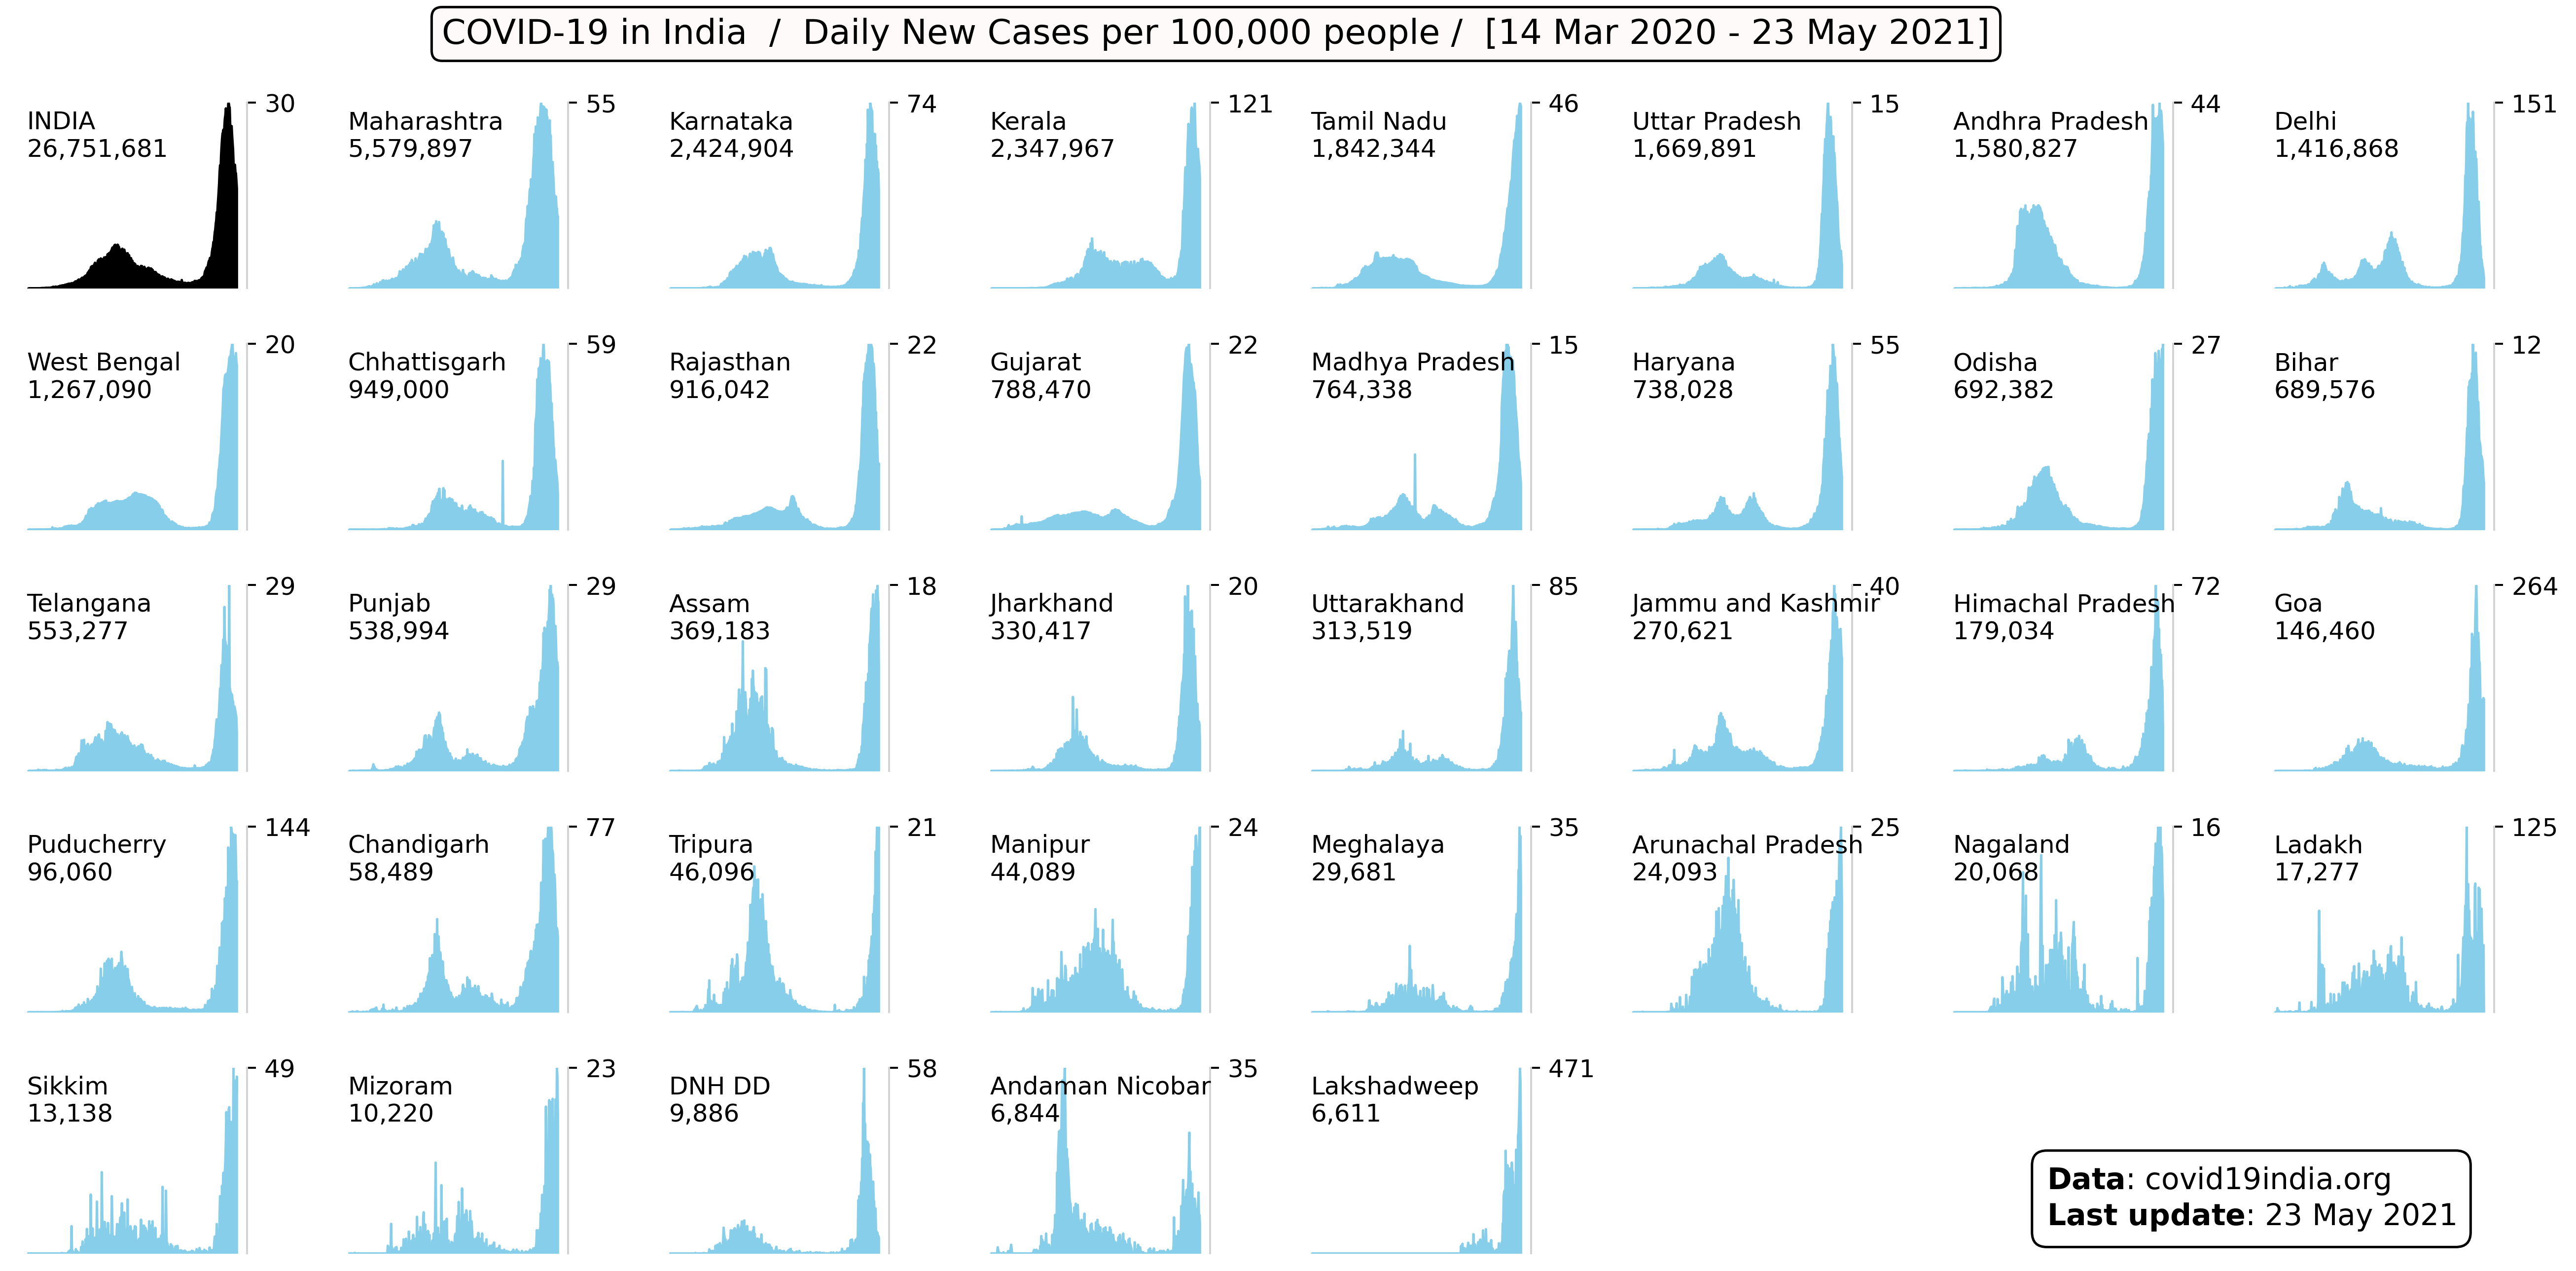 COVID-19 in India / Daily New Cases per 100,000 people / [14 Mar 2020 - 23 May 2021]
INDIA
26,751,681
30
Maharashtra
5,579,897
55
Karnataka
2,424,904
74
Kerala
2,347,967
121
Tamil Nadu
1,842,344
46
Uttar Pradesh
1,669,891
15
Andhra Pradesh
1,580,827
44
Delhi
1,416,868
151
West Bengal
1,267,090
20
Chhattisgarh
949,000
59
Rajasthan
916,042
22
Gujarat
788,470
22
Madhya Pradesh
764,338
15
Haryana
738,028
55
Odisha
692,382
27
Bihar
689,576
12
Telangana
553,277
29
Punjab
538,994
29
Assam
369,183
18
Jharkhand
330,417
20
Uttarakhand
313,519
85
Jammu and Kashmir
270,621
40
Himachal Pradesh
179,034
72
Goa
146,460
264
Puducherry
96,060
144
Chandigarh
58,489
77
Tripura
46,096
21
Manipur
44,089
24
Meghalaya
29,681
35
Arunachal Pradesh
24,093
25
Nagaland
20,068
16
Ladakh
17,277
125
Sikkim
13,138
49
Mizoram
10,220
23
DNH DD
9,886
58
Andaman Nicobar
6,844
35
Lakshadweep
6,611
471
Data: covid19india.org
Last update: 23 May 2021